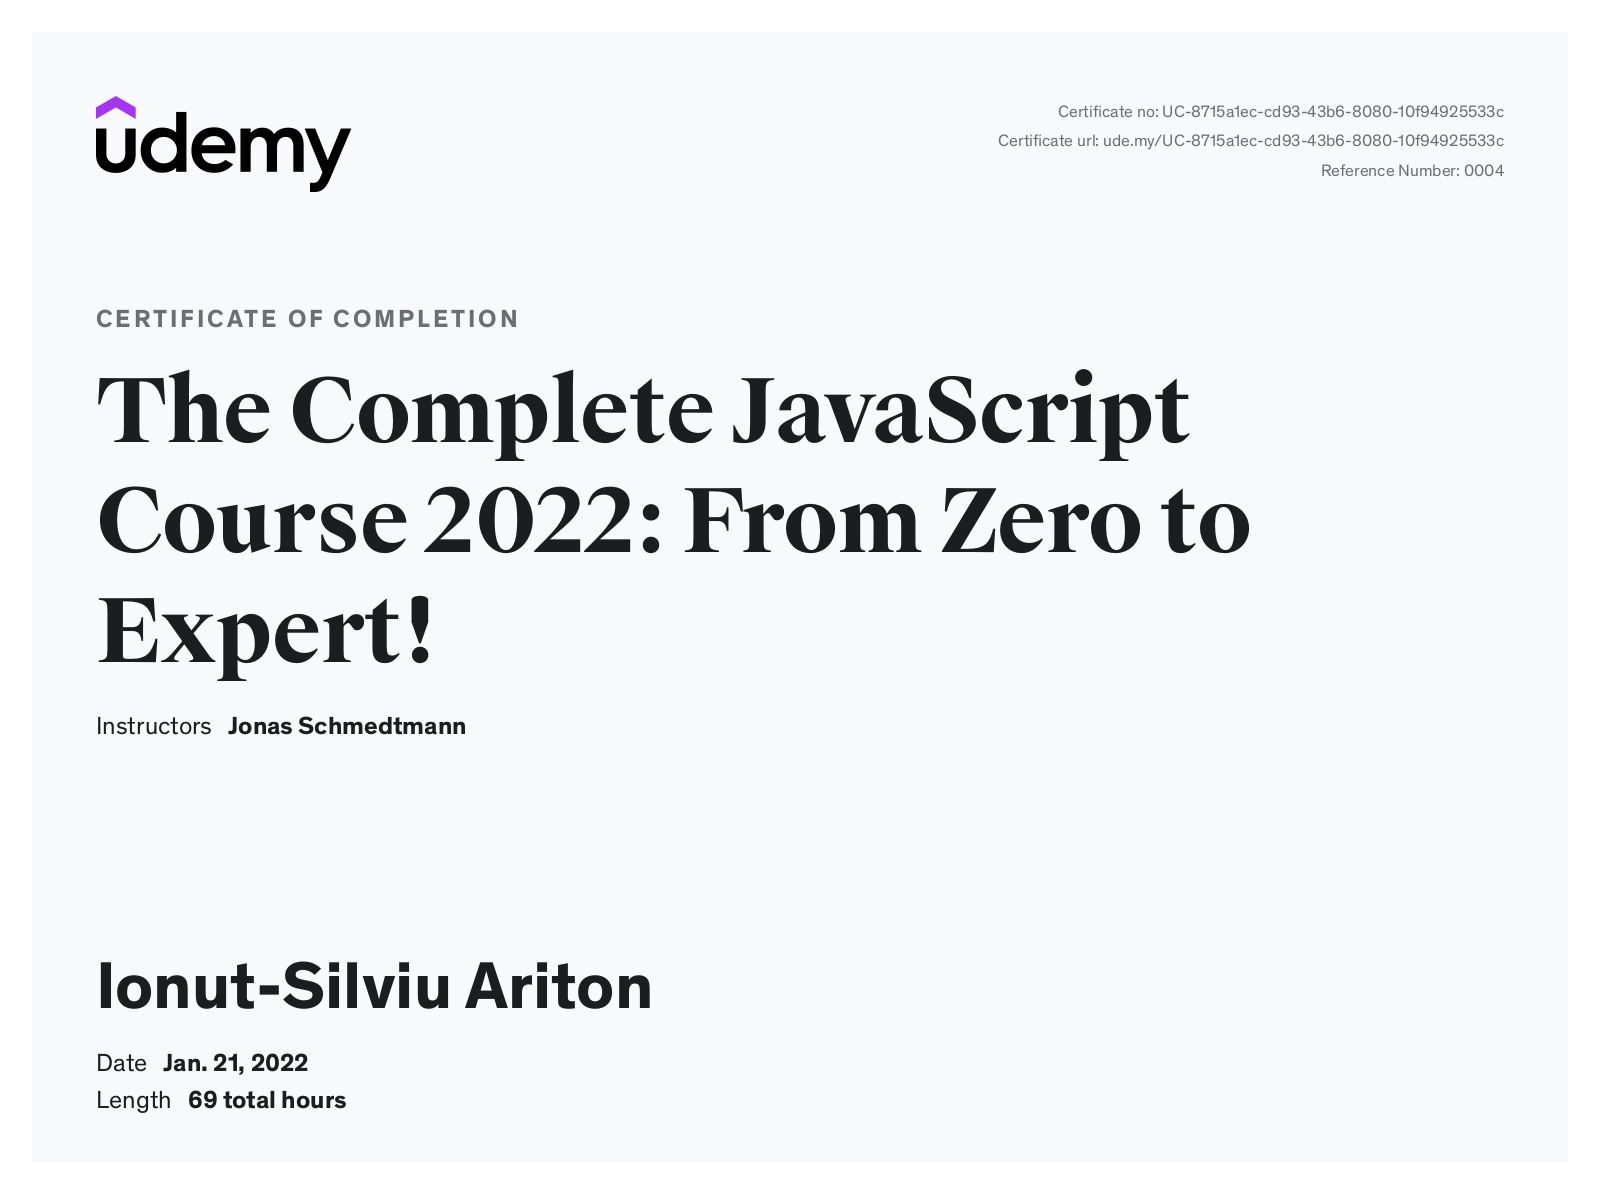 udemy
Certificate no: UC-8715a1ec-cd93-43b6-8080-10f94925533c
Certificate url: ude.my/UC-8715a1ec-cd93-43b6-8080-10f94925533c
Reference Number: 0004
CERTIFICATE OF COMPLETION
The Complete JavaScript
Course 2022: From Zero to
Expert!
Instructors Jonas Schmedtmann
Ionut-Silviu Ariton
Date Jan. 21, 2022
Length 69 total hours